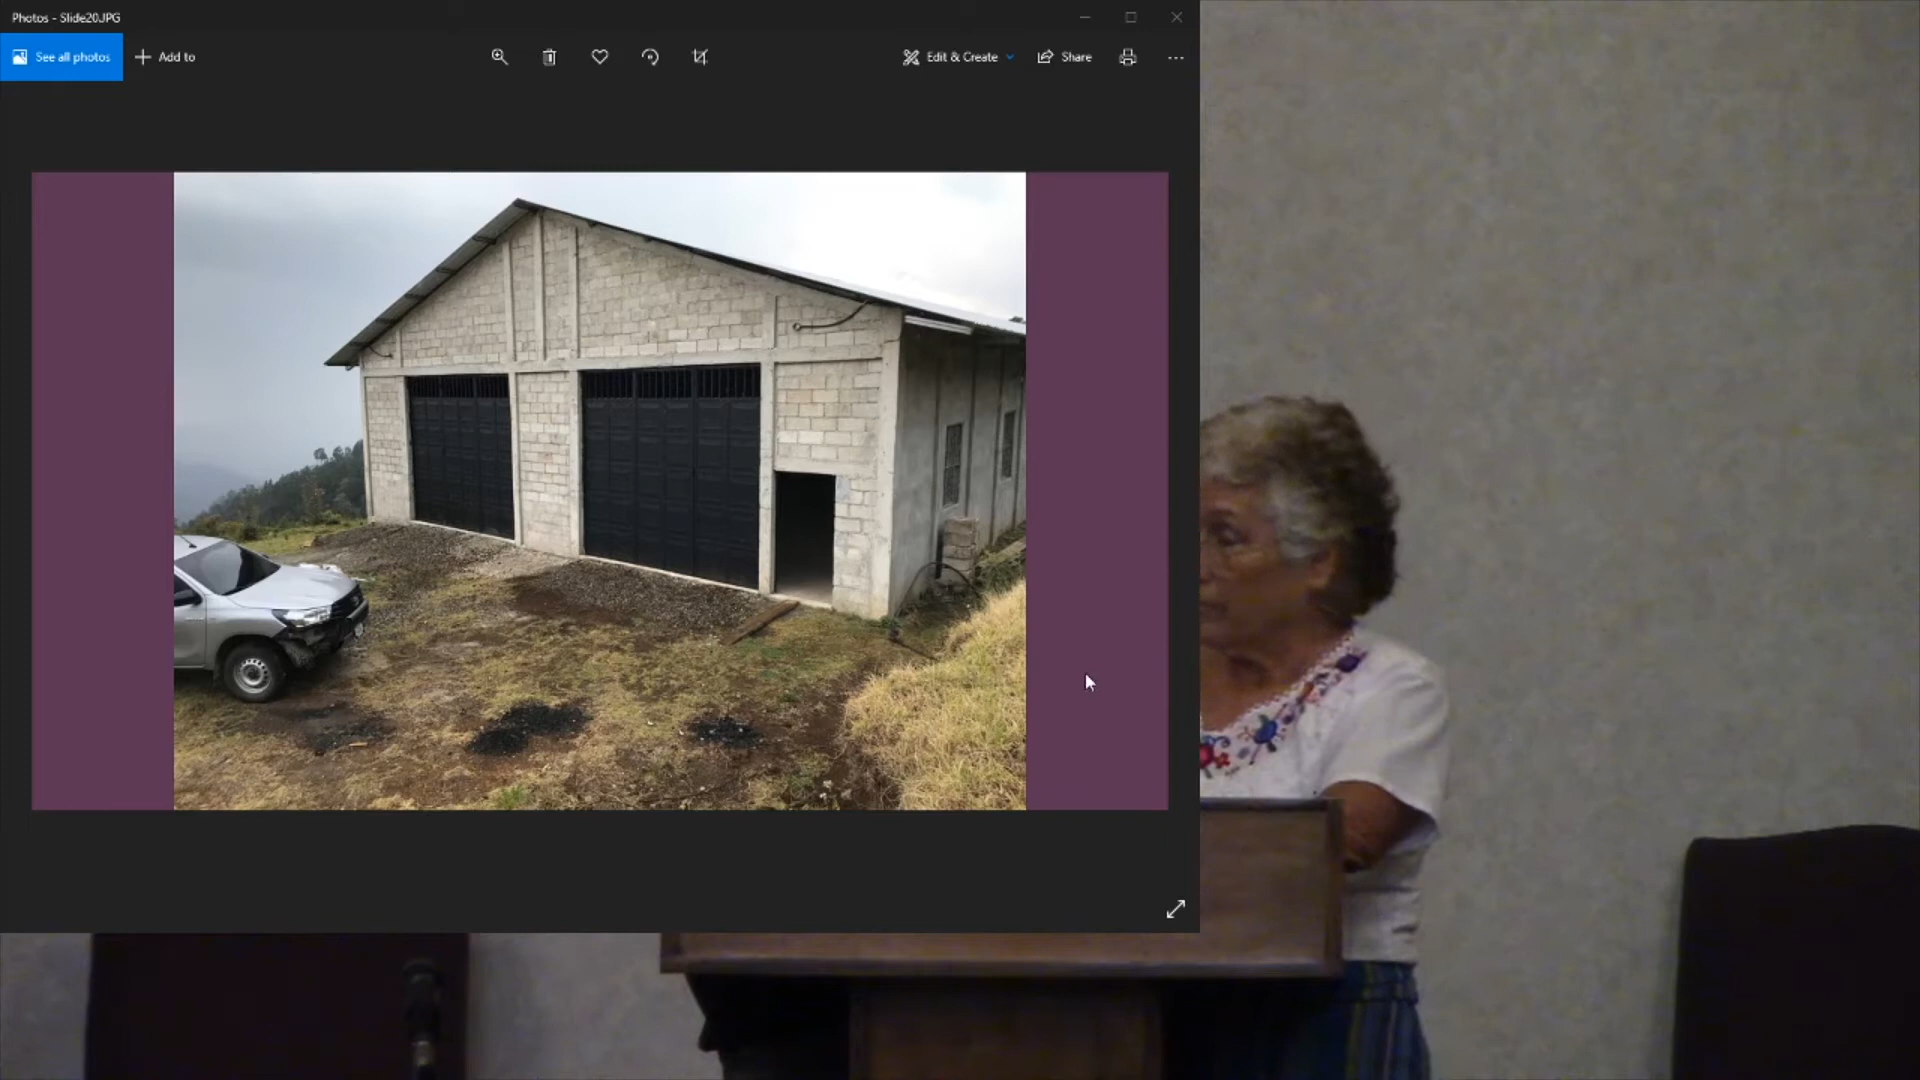 Photos - Slide20.JPG
See all photos
Add to
Edit & Create
Share